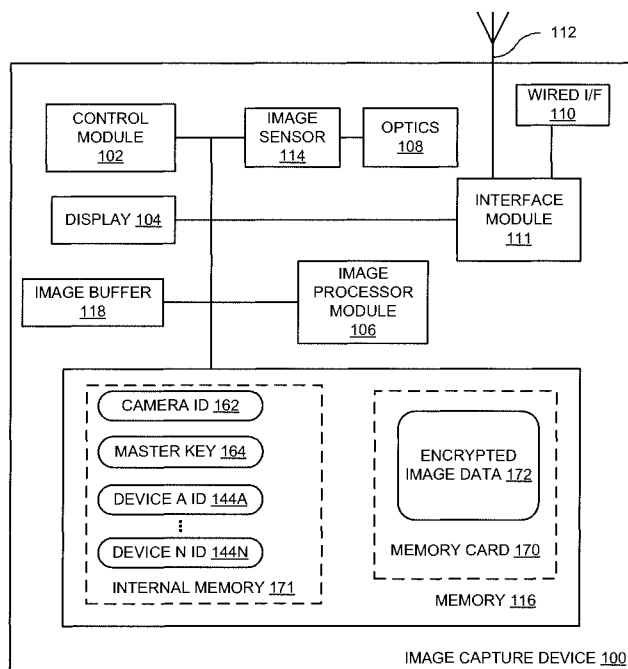 112
WIRED I/F
110
CONTROL
MODULE
102
IMAGE
SENSOR
114
OPTICS
108
DISPLAY 104
INTERFACE
MODULE
111
IMAGE BUFFER
118
IMAGE
PROCESSOR
MODULE
106
CAMERA ID 162
MASTER KEY 164
DEVICE A ID 144A
DEVICE N ID 144N
INTERNAL MEMORY 171
ENCRYPTED
IMAGE DATA 172
MEMORY CARD 170
MEMORY 116
IMAGE CAPTURE DEVICE 100